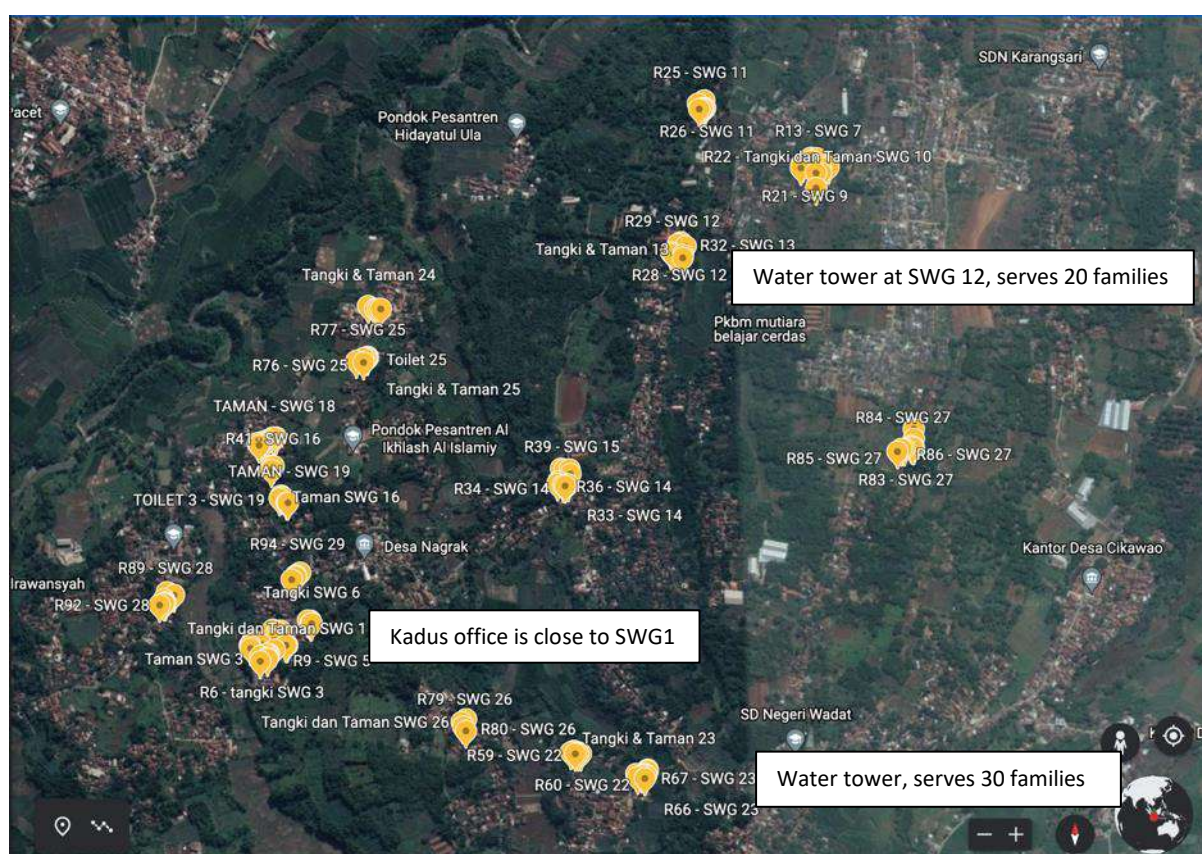 SDN Karangsari
R25 - SWG 11
Pacet
Pondok Pesantren
Hidayatul Ula
R26 - SWG 11
R13 - SWG 7
R22 - Tangki dan Taman SWG 10
R21 - SWG 9
R29 - SWG 12
Tangki & Taman 13
R32 - SWG 13
R28 - SWG 12
Water tower at SWG 12, serves 20 families
Tangki & Taman 24
R77 - SWG 25
Pkbm mutiara
belajar cerdas
R76 - SWG 25
Toilet 25
Tangki & Taman 25
TAMAN - SWG 18
R41 - SWG 16
Pondok Pesantren Al
Ikhlash Al Islamiy
R84 - SWG 27
R39 - SWG 15
R85 - SWG 27
R86 - SWG 27
TAMAN - SWG 19
R83 - SWG 27
R34 - SWG 14
R36 - SWG 14
TOILET 3 - SWG 19
Taman SWG 16
R33 - SWG 14
R94 - SWG 29
Desa Nagrak
Kantor Desa Cikawao
R89 - SWG 28
Irawansyah
Tangki SWG 6
R92 - SWG 28
Tangki dan Taman SWG 1
Kadus office is close to SWG1
Taman SWG 3
R9 - SWG 5
R6 - tangki SWG 3
R79 - SWG 26
Tangki dan Taman SWG 26
R80 - SWG 26
SD Negeri Wadat
Tangki & Taman 23
R59 - SWG 22
R60 - SWG 22
R67 - SWG 23
Water tower, serves 30 families
R66 - SWG 23